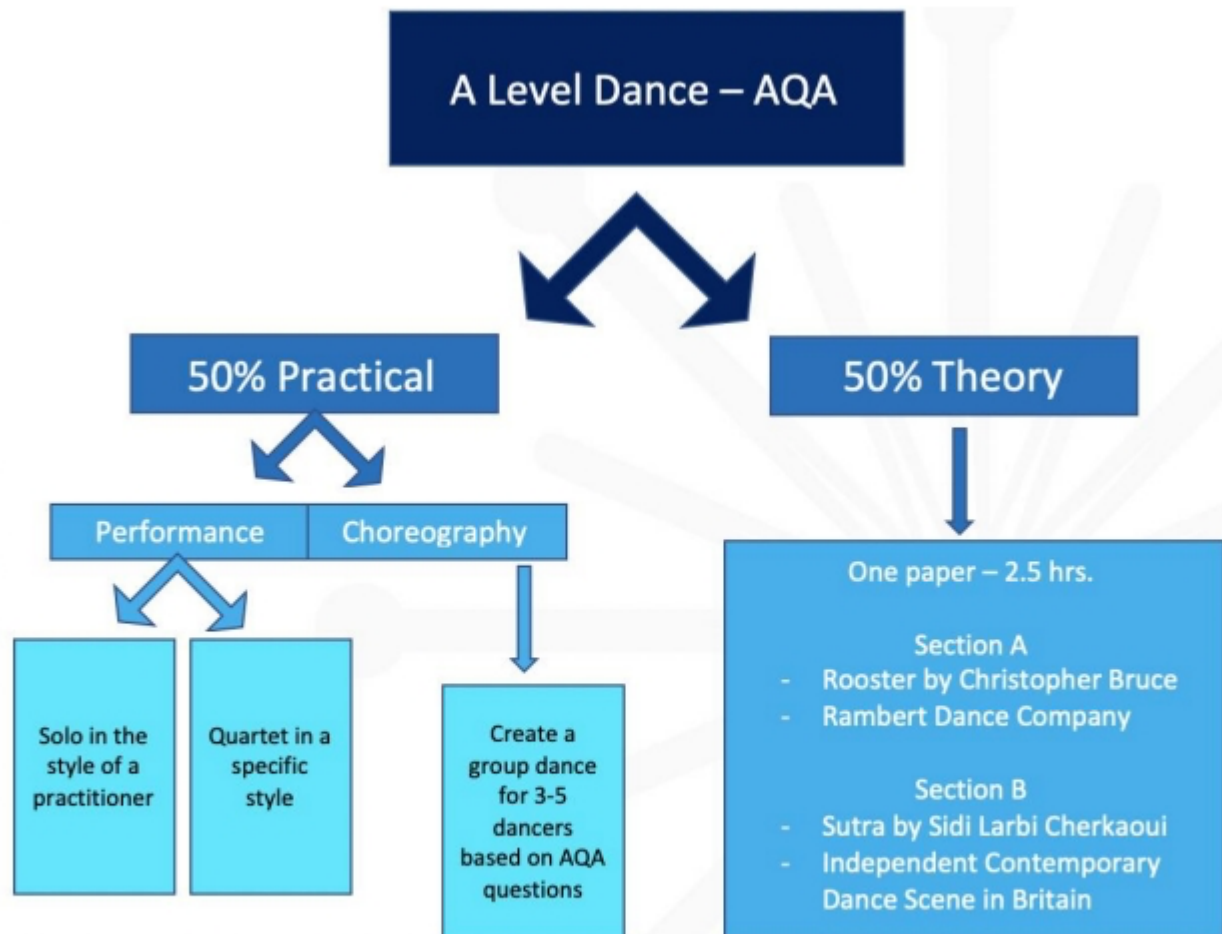 A Level Dance – AQA
50% Practical
50% Theory
Performance
Choreography
Solo in the
style of a
practitioner
Quartet in a
specific
style
Create a
group dance
for 3-5
dancers
based on AQA
questions
One paper – 2.5 hrs.
Section A
- Rooster by Christopher Bruce
- Rambert Dance Company
Section B
- Sutra by Sidi Larbi Cherkaoui
- Independent Contemporary
Dance Scene in Britain